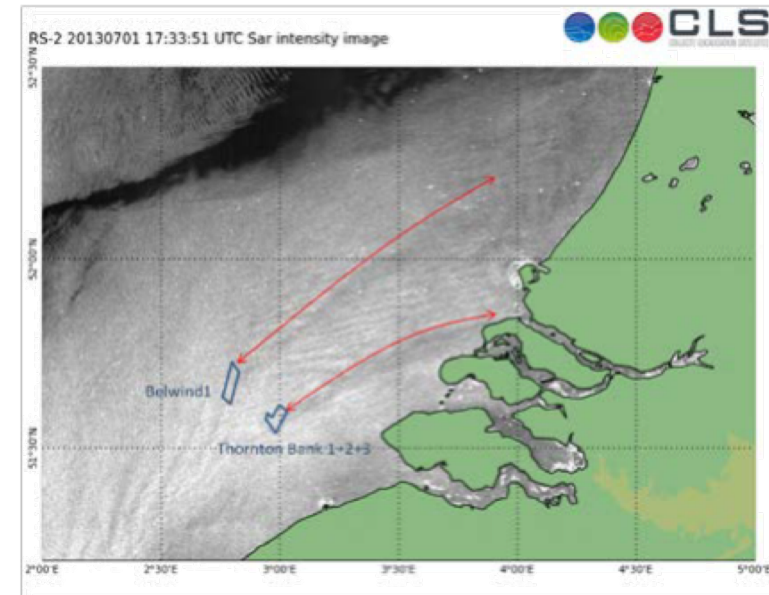 RS-2 20130701 17:33:51 UTC Sar intensity image
CLS
52°30'N
52°00'N
Belwind1
51°30'N
Thornton Bank 1+2+3
2°00'E 2°30'E 3°00'E 3°30'E 4°00'E 4°30'E 5°00'E